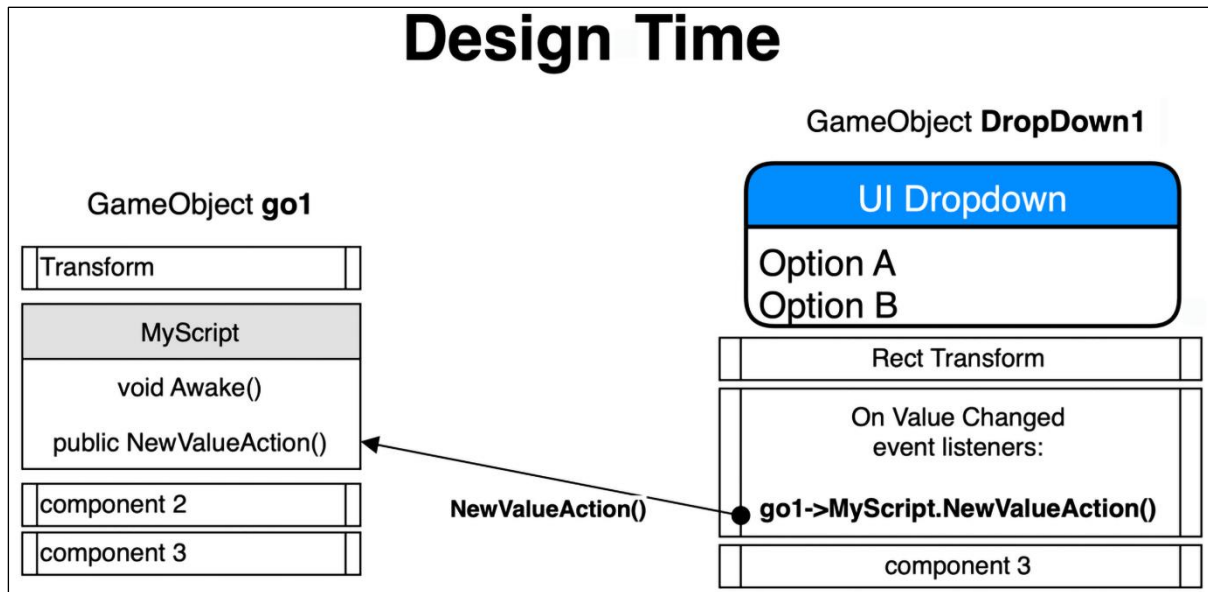 Design Time
GameObject go1
Transform
MyScript
void Awake()
public NewValueAction()
component 2
component 3
NewValueAction()
GameObject DropDown1
UI Dropdown
Option A
Option B
Rect Transform
On Value Changed
event listeners:
go1->MyScript.NewValueAction()
component 3